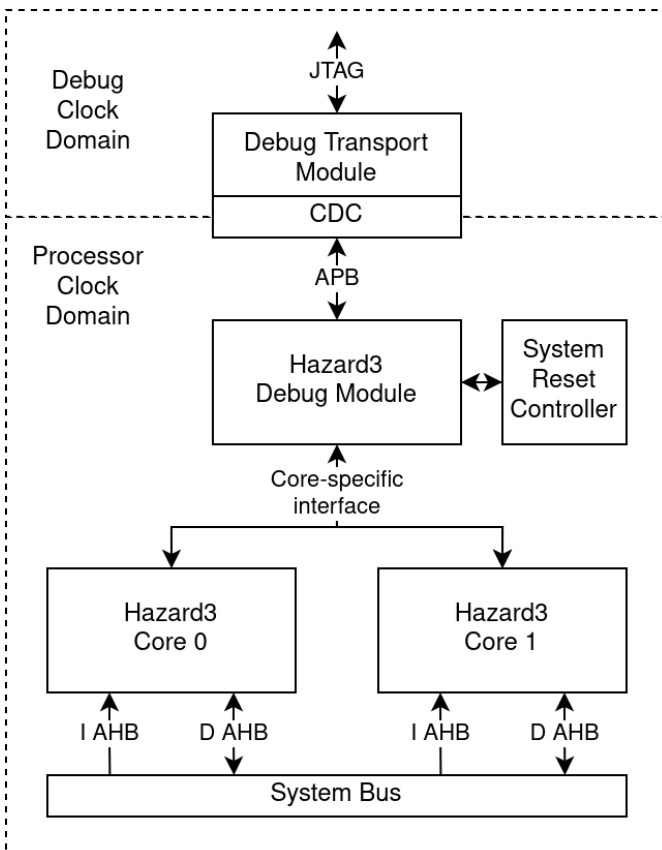 Debug
Clock
Domain
JTAG
Debug Transport
Module
CDC
Processor
Clock
Domain
APB
Hazard3
Debug Module
System
Reset
Controller
Core-specific
interface
Hazard3
Core 0
Hazard3
Core 1
I AHB
D AHB
I AHB
D AHB
System Bus